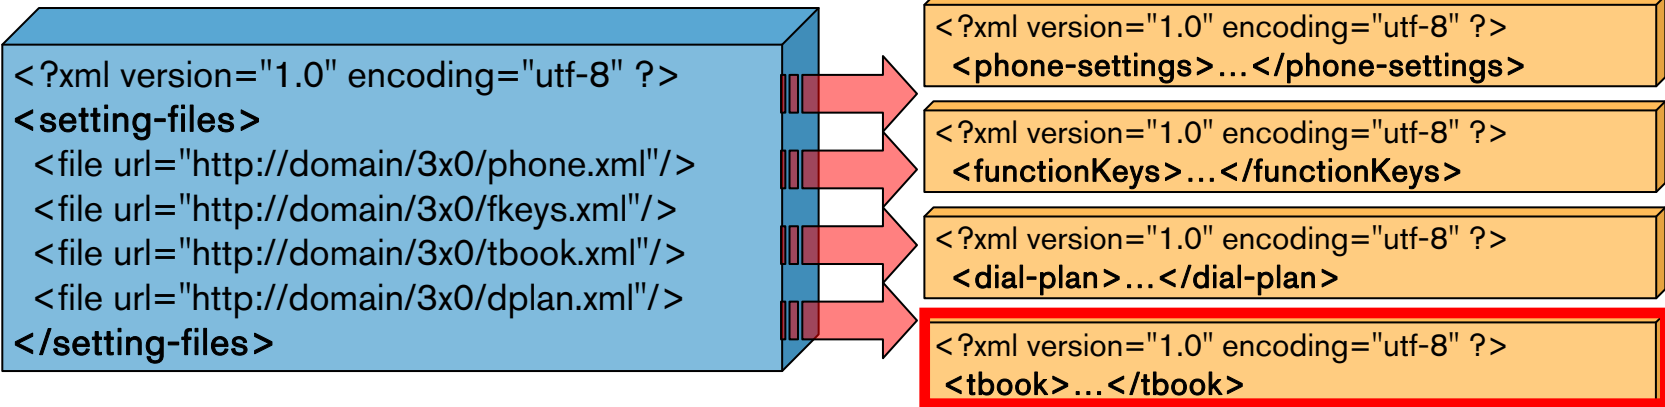 <?xml version="1.0" encoding="utf-8" ?>
<setting-files>
<file url="http://domain/3x0/phone.xml"/>
<file url="http://domain/3x0/fkeys.xml"/>
<file url="http://domain/3x0/tbook.xml"/>
<file url="http://domain/3x0/dplan.xml"/>
</setting-files>
<?xml version="1.0" encoding="utf-8" ?>
<phone-settings>...</phone-settings>
<?xml version="1.0" encoding="utf-8" ?>
<functionKeys>...</functionKeys>
<?xml version="1.0" encoding="utf-8" ?>
<dial-plan>...</dial-plan>
<?xml version="1.0" encoding="utf-8" ?>
<tbook>...</tbook>